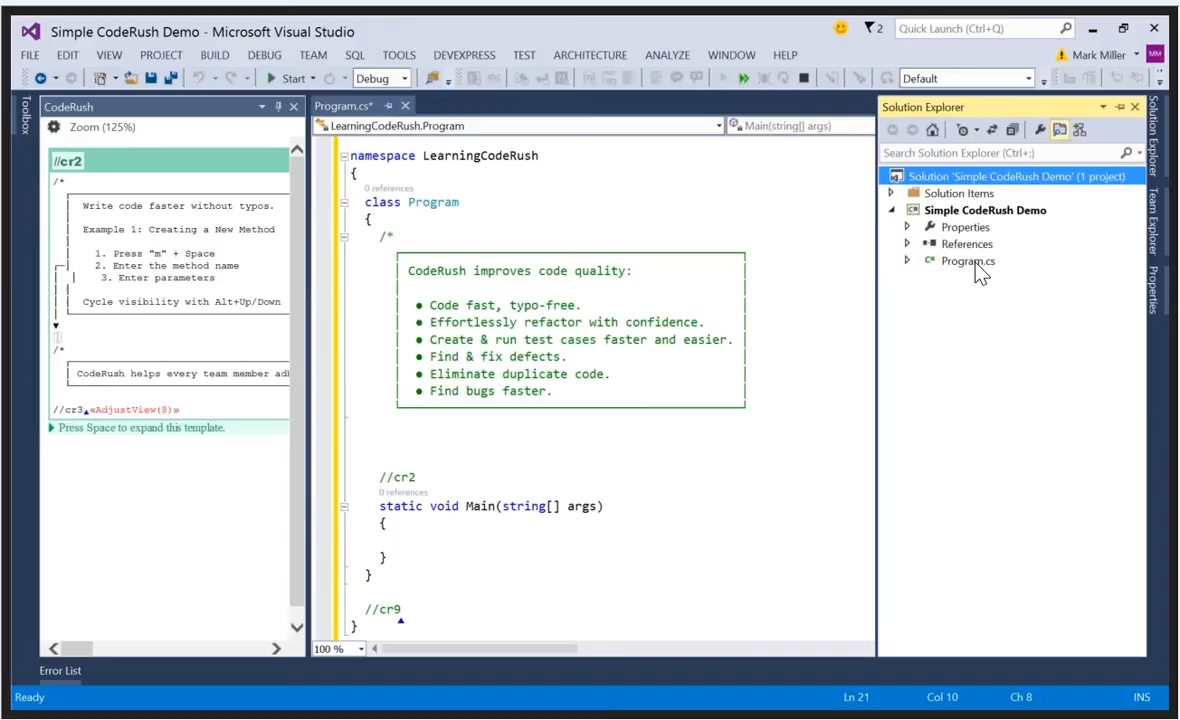 Simple CodeRush Demo - Microsoft Visual Studio
2
Quick Launch (Ctrl+Q)
FILE EDIT VIEW PROJECT BUILD DEBUG TEAM SQL TOOLS DEVEXPRESS TEST ARCHITECTURE ANALYZE WINDOW HELP
Mark Miller
MM
Start
Debug
Default
Toolbox
CodeRush
Zoom (125%)
//cr2
/*
Write code faster without typos.
Example 1: Creating a New Method
1. Press "m" + Space
2. Enter the method name
3. Enter parameters
Cycle visibility with Alt+Up/Down
/*
CodeRush helps every team member adh
//cr3 «AdjustView(8)»
Press Space to expand this template.
Program.cs*
LearningCodeRush.Program
Main(string[] args)
namespace LearningCodeRush
{
0 references
class Program
{
/*
CodeRush improves code quality:
● Code fast, typo-free.
● Effortlessly refactor with confidence.
● Create & run test cases faster and easier.
● Find & fix defects.
● Eliminate duplicate code.
● Find bugs faster.
//cr2
0 references
static void Main(string[] args)
{
}
}
//cr9
}
100 %
Solution Explorer
Search Solution Explorer (Ctrl+;)
Solution 'Simple CodeRush Demo' (1 project)
Solution Items
Simple CodeRush Demo
Properties
References
Program.cs
Solution Explorer
Team Explorer
Properties
Error List
Ready
Ln 21
Col 10
Ch 8
INS